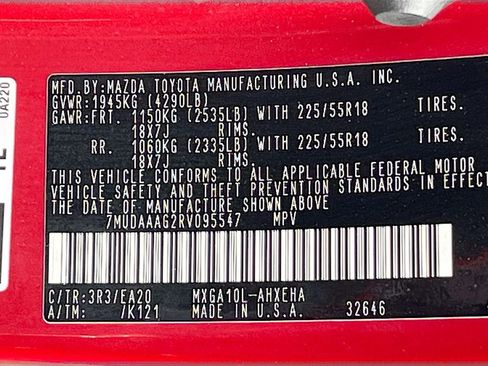 MFD.BY:MAZDA TOYOTA MANUFACTURING U.S.A. INC.
GVWR:1945KG (4290LB)
GAWR:FRT. 1150KG (2535LB) WITH 225/55R18 TIRES.
18X7J RIMS.
RR. 1060KG (2335LB) WITH 225/55R18 TIRES.
18X7J RIMS.
THIS VEHICLE CONFORMS TO ALL APPLICABLE FEDERAL MOTOR
VEHICLE SAFETY AND THEFT PREVENTION STANDARDS IN EFFECT
THE DATE OF MANUFACTURE SHOWN ABOVE
7MUDAAAG2RV095547 MPV
C/TR:3R3/EA20 MXGA10L-AHXEHA
A/TM: /K121 MADE IN U.S.A. 32646
0A220